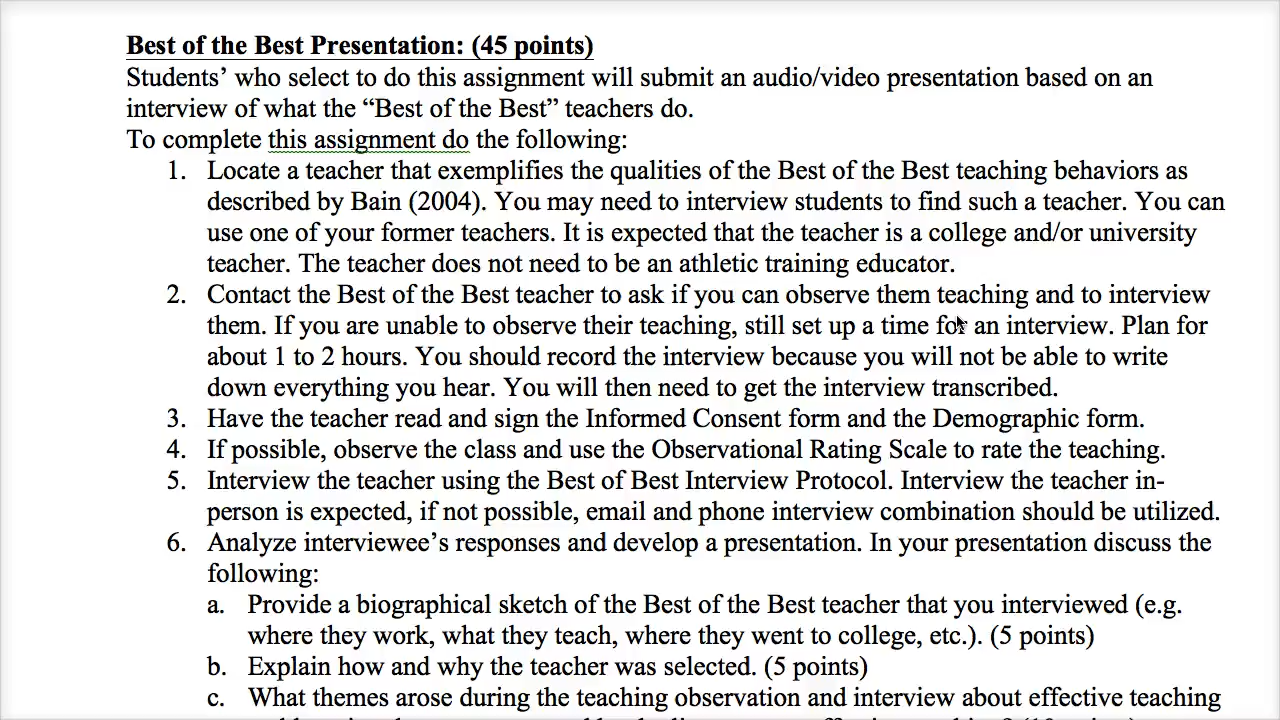 Best of the Best Presentation: (45 points)
Students’ who select to do this assignment will submit an audio/video presentation based on an
interview of what the “Best of the Best” teachers do.
To complete this assignment do the following:
1. Locate a teacher that exemplifies the qualities of the Best of the Best teaching behaviors as
described by Bain (2004). You may need to interview students to find such a teacher. You can
use one of your former teachers. It is expected that the teacher is a college and/or university
teacher. The teacher does not need to be an athletic training educator.
2. Contact the Best of the Best teacher to ask if you can observe them teaching and to interview
them. If you are unable to observe their teaching, still set up a time for an interview. Plan for
about 1 to 2 hours. You should record the interview because you will not be able to write
down everything you hear. You will then need to get the interview transcribed.
3. Have the teacher read and sign the Informed Consent form and the Demographic form.
4. If possible, observe the class and use the Observational Rating Scale to rate the teaching.
5. Interview the teacher using the Best of Best Interview Protocol. Interview the teacher in-
person is expected, if not possible, email and phone interview combination should be utilized.
6. Analyze interviewee’s responses and develop a presentation. In your presentation discuss the
following:
a. Provide a biographical sketch of the Best of the Best teacher that you interviewed (e.g.
where they work, what they teach, where they went to college, etc.). (5 points)
b. Explain how and why the teacher was selected. (5 points)
c. What themes arose during the teaching observation and interview about effective teaching